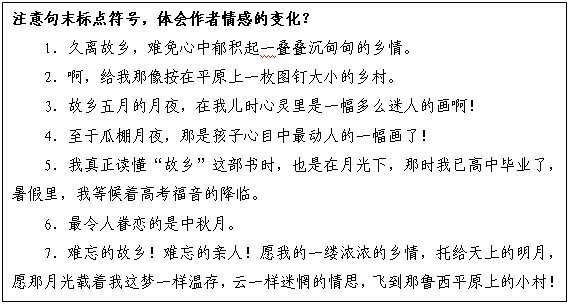 注意句末标点符号，体会作者情感的变化？
1．久离故乡，难免心中郁积起一叠叠沉甸甸的乡情。
2．啊，给我那像按在平原上一枚图钉大小的乡村。
3．故乡五月的月夜，在我儿时心灵里是一幅多么迷人的画啊！
4．至于瓜棚月夜，那是孩子心目中最动人的一幅画了！
5．我真正读懂“故乡”这部书时，也是在月光下，那时我已高中毕业了，
暑假里，我等候着高考福音的降临。
6．最令人眷恋的是中秋月。
7．难忘的故乡！难忘的亲人！愿我的一缕浓浓的乡情，托给天上的明月，
愿那月光载着我这梦一样温存，云一样迷惘的情思，飞到那鲁西平原上的小村！